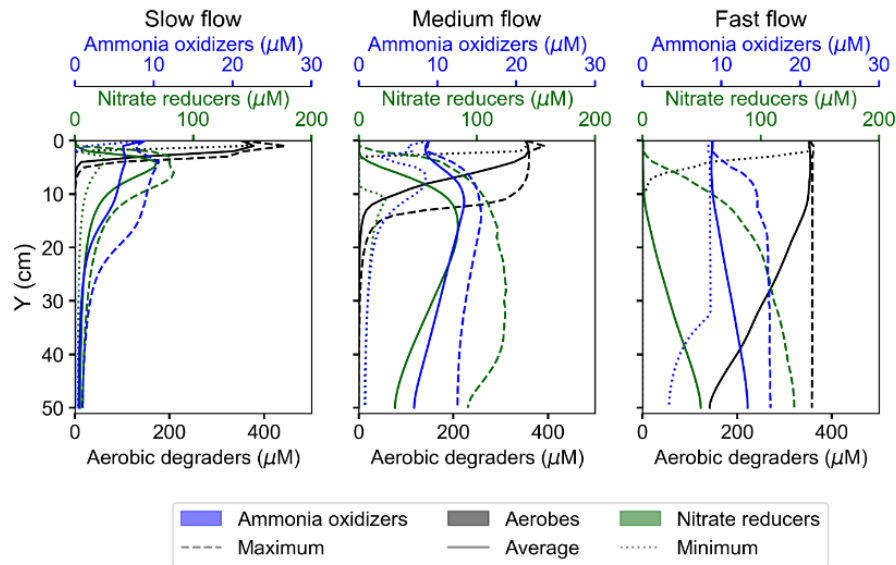 Slow flow Medium flow Fast flow
Ammonia oxidizers (μM) Ammonia oxidizers (μM) Ammonia oxidizers (μM)
0 10 20 30 0 10 20 30 0 10 20 30
Nitrate reducers (μM) Nitrate reducers (μM) Nitrate reducers (μM)
0 100 200 0 100 200 0 100 200
0
10
20
30
40
50
Y (cm)
0 200 400 0 200 400 0 200 400
Aerobic degraders (μM) Aerobic degraders (μM) Aerobic degraders (μM)
Ammonia oxidizers Aerobes Nitrate reducers
Maximum Average Minimum